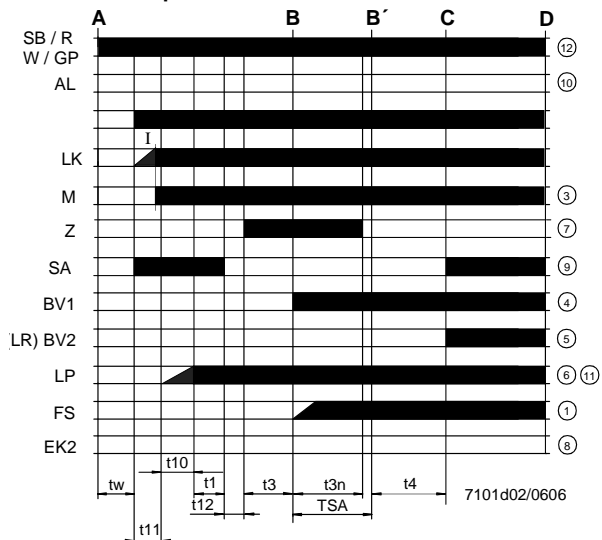 A B B´ C D
SB / R
W / GP 12
AL 10
I
LK
M 3
Z 7
SA 9
BV1 4
(LR) BV2 5
LP 6 11
FS 1
EK2 8
t10
tw t1 t3 t3n t4
7101d02/0606
t12 TSA
t11